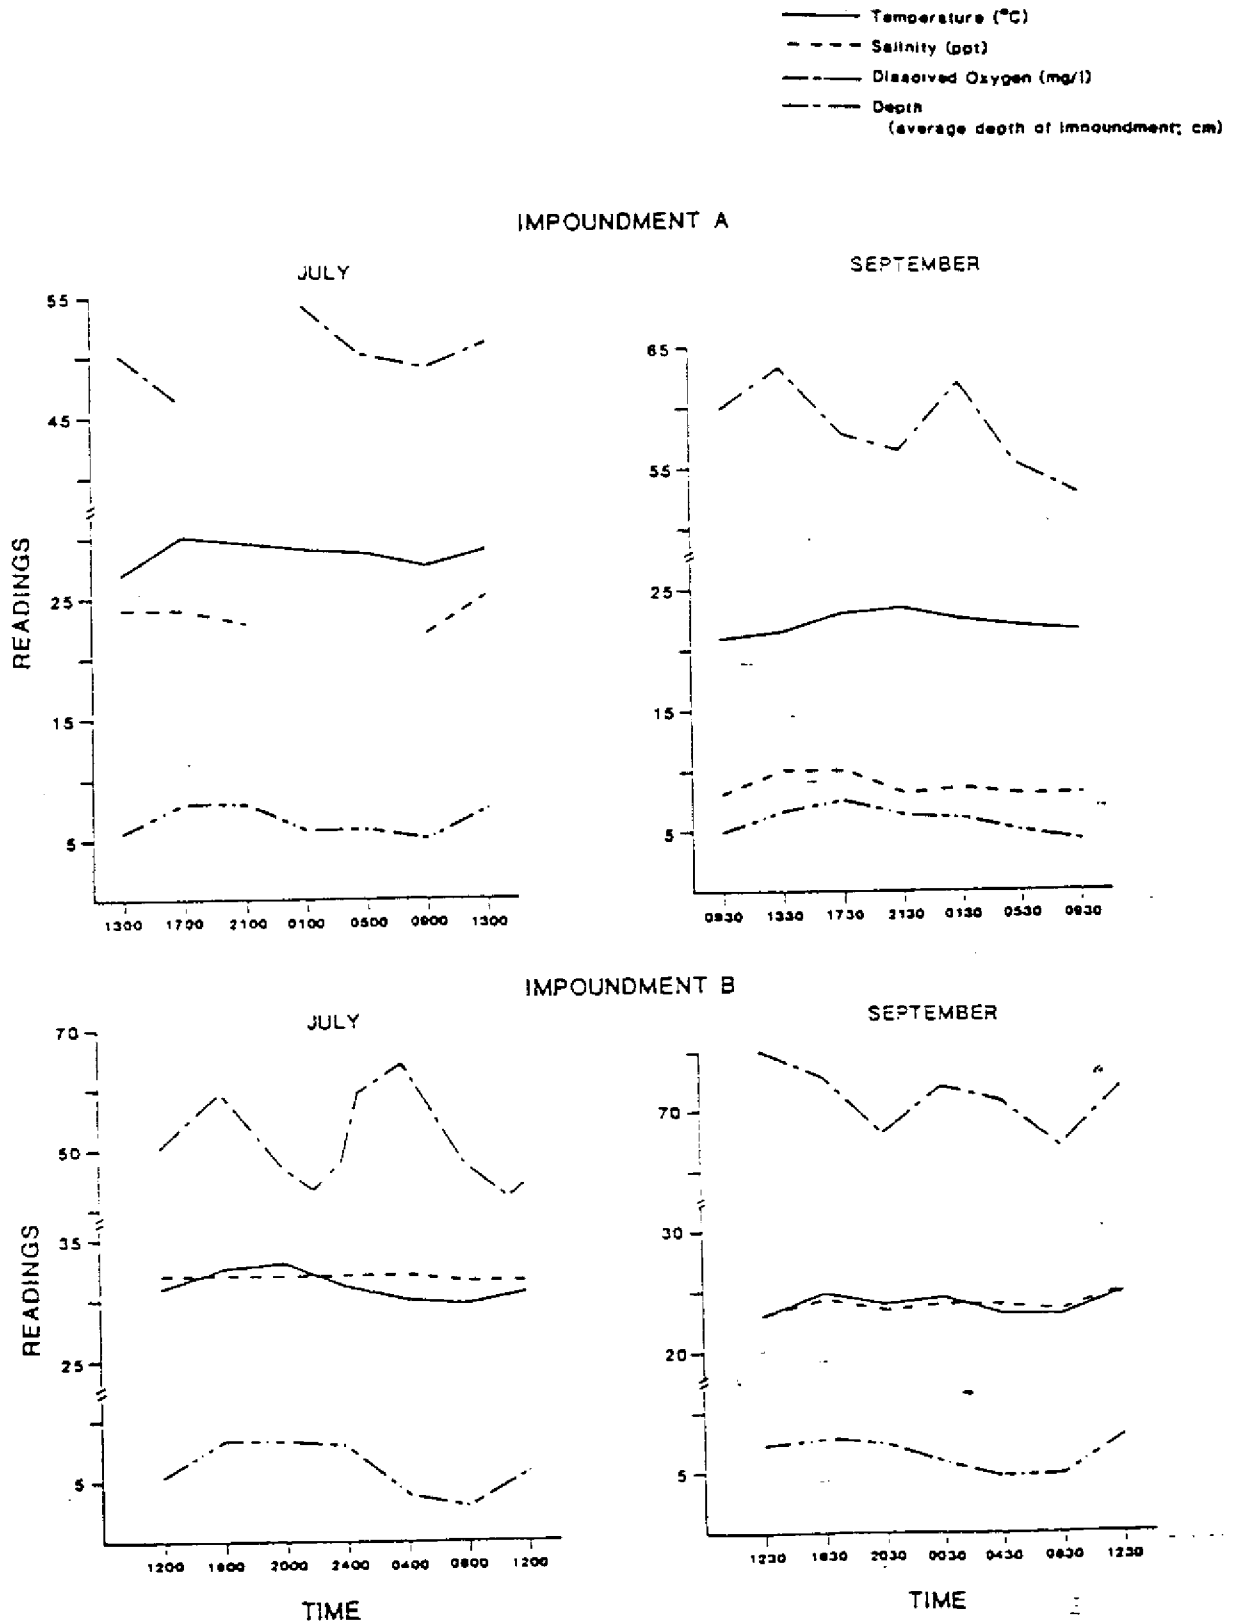 Temperature (°C)
Salinity (ppt)
Dissolved Oxygen (mg/l)
Depth
(average depth of impoundment; cm)
IMPOUNDMENT A
JULY
55
45
25
15
5
READINGS
1300 1700 2100 0100 0500 0900 1300
SEPTEMBER
65
55
25
15
5
0930 1330 1730 2130 0130 0530 0930
IMPOUNDMENT B
JULY
70
50
35
25
5
READINGS
1200 1600 2000 2400 0400 0800 1200
TIME
SEPTEMBER
70
30
20
5
1230 1630 2030 0030 0430 0830 1230
TIME